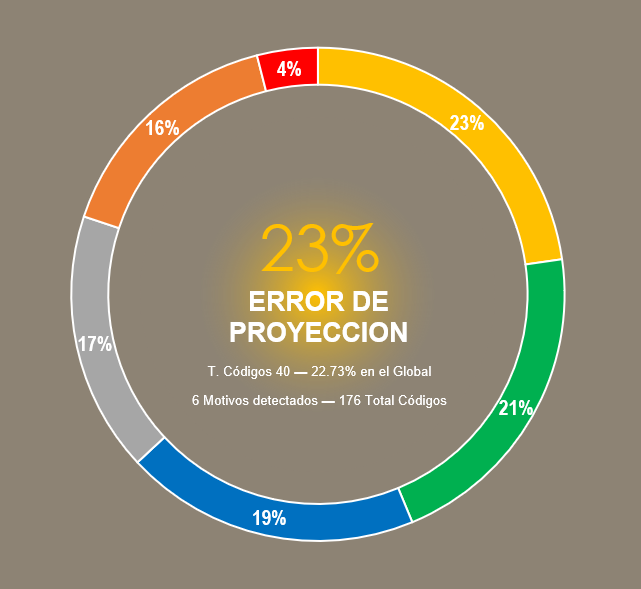 4%
23%
16%
23%
ERROR DE
PROYECCION
17%
T. Códigos 40 — 22.73% en el Global
6 Motivos detectados — 176 Total Códigos
21%
19%